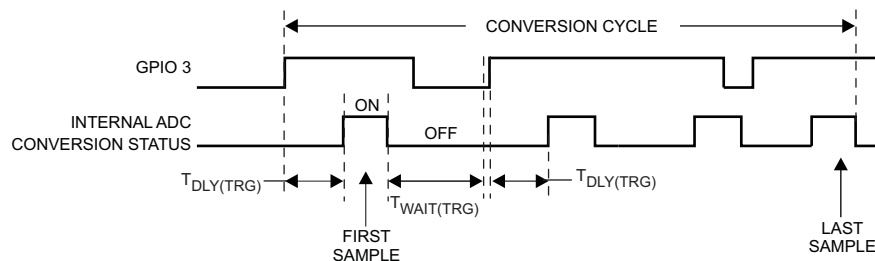 CONVERSION CYCLE
GPIO 3
ON
INTERNAL ADC
CONVERSION STATUS
OFF
TDLY(TRG)
TWAIT(TRG)
TDLY(TRG)
FIRST
SAMPLE
LAST
SAMPLE